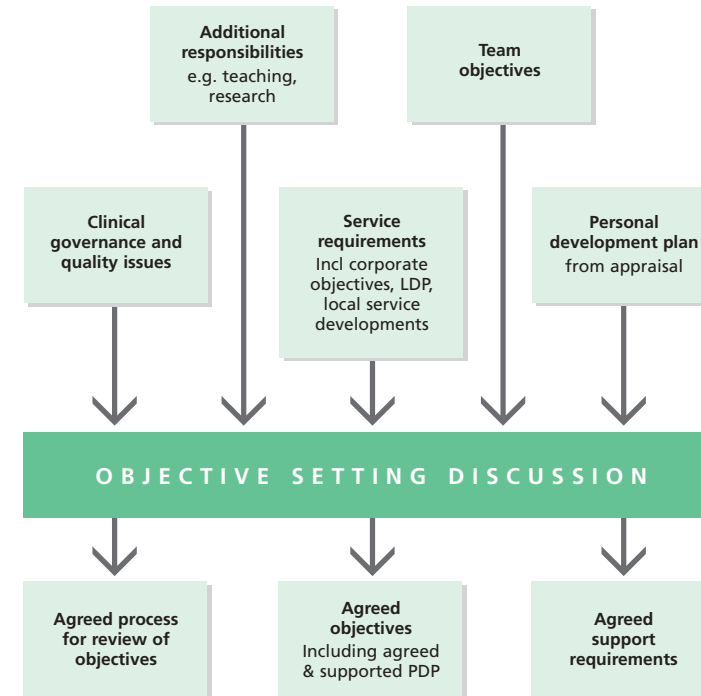 Additional
responsibilities
e.g. teaching,
research
Team
objectives
Clinical
governance and
quality issues
Service
requirements
Incl corporate
objectives, LDP,
local service
developments
Personal
development plan
from appraisal
OBJECTIVE SETTING DISCUSSION
Agreed process
for review of
objectives
Agreed
objectives
Including agreed
& supported PDP
Agreed
support
requirements